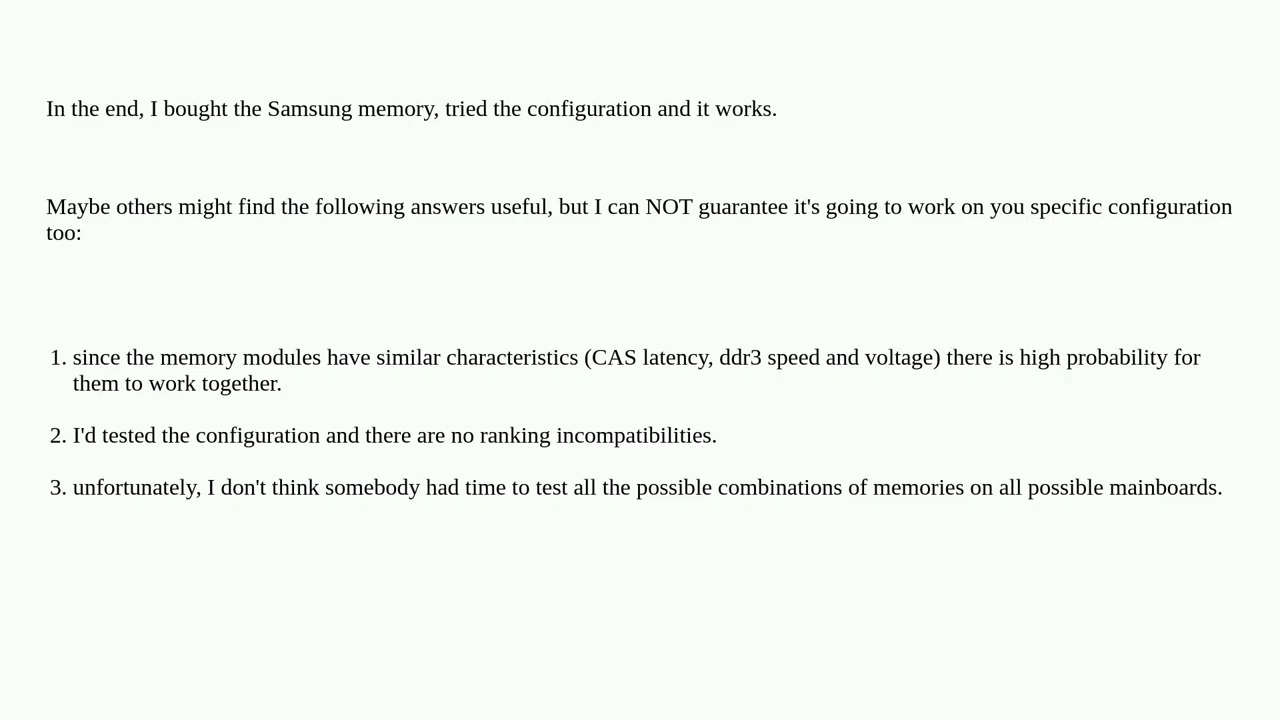 In the end, I bought the Samsung memory, tried the configuration and it works.
Maybe others might find the following answers useful, but I can NOT guarantee it's going to work on you specific configuration
too:
1. since the memory modules have similar characteristics (CAS latency, ddr3 speed and voltage) there is high probability for
them to work together.
2. I'd tested the configuration and there are no ranking incompatibilities.
3. unfortunately, I don't think somebody had time to test all the possible combinations of memories on all possible mainboards.